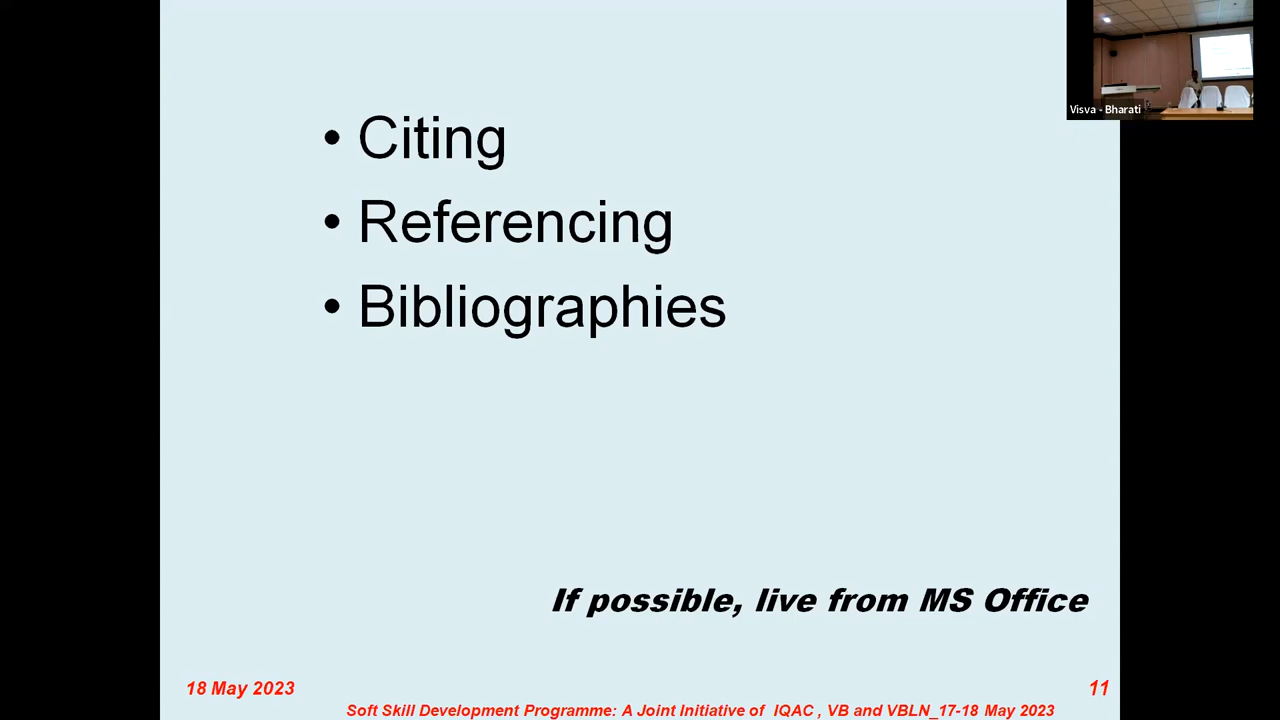 Visva - Bharati
• Citing
• Referencing
• Bibliographies
If possible, live from MS Office
18 May 2023
11
Soft Skill Development Programme: A Joint Initiative of IQAC , VB and VBLN_17-18 May 2023